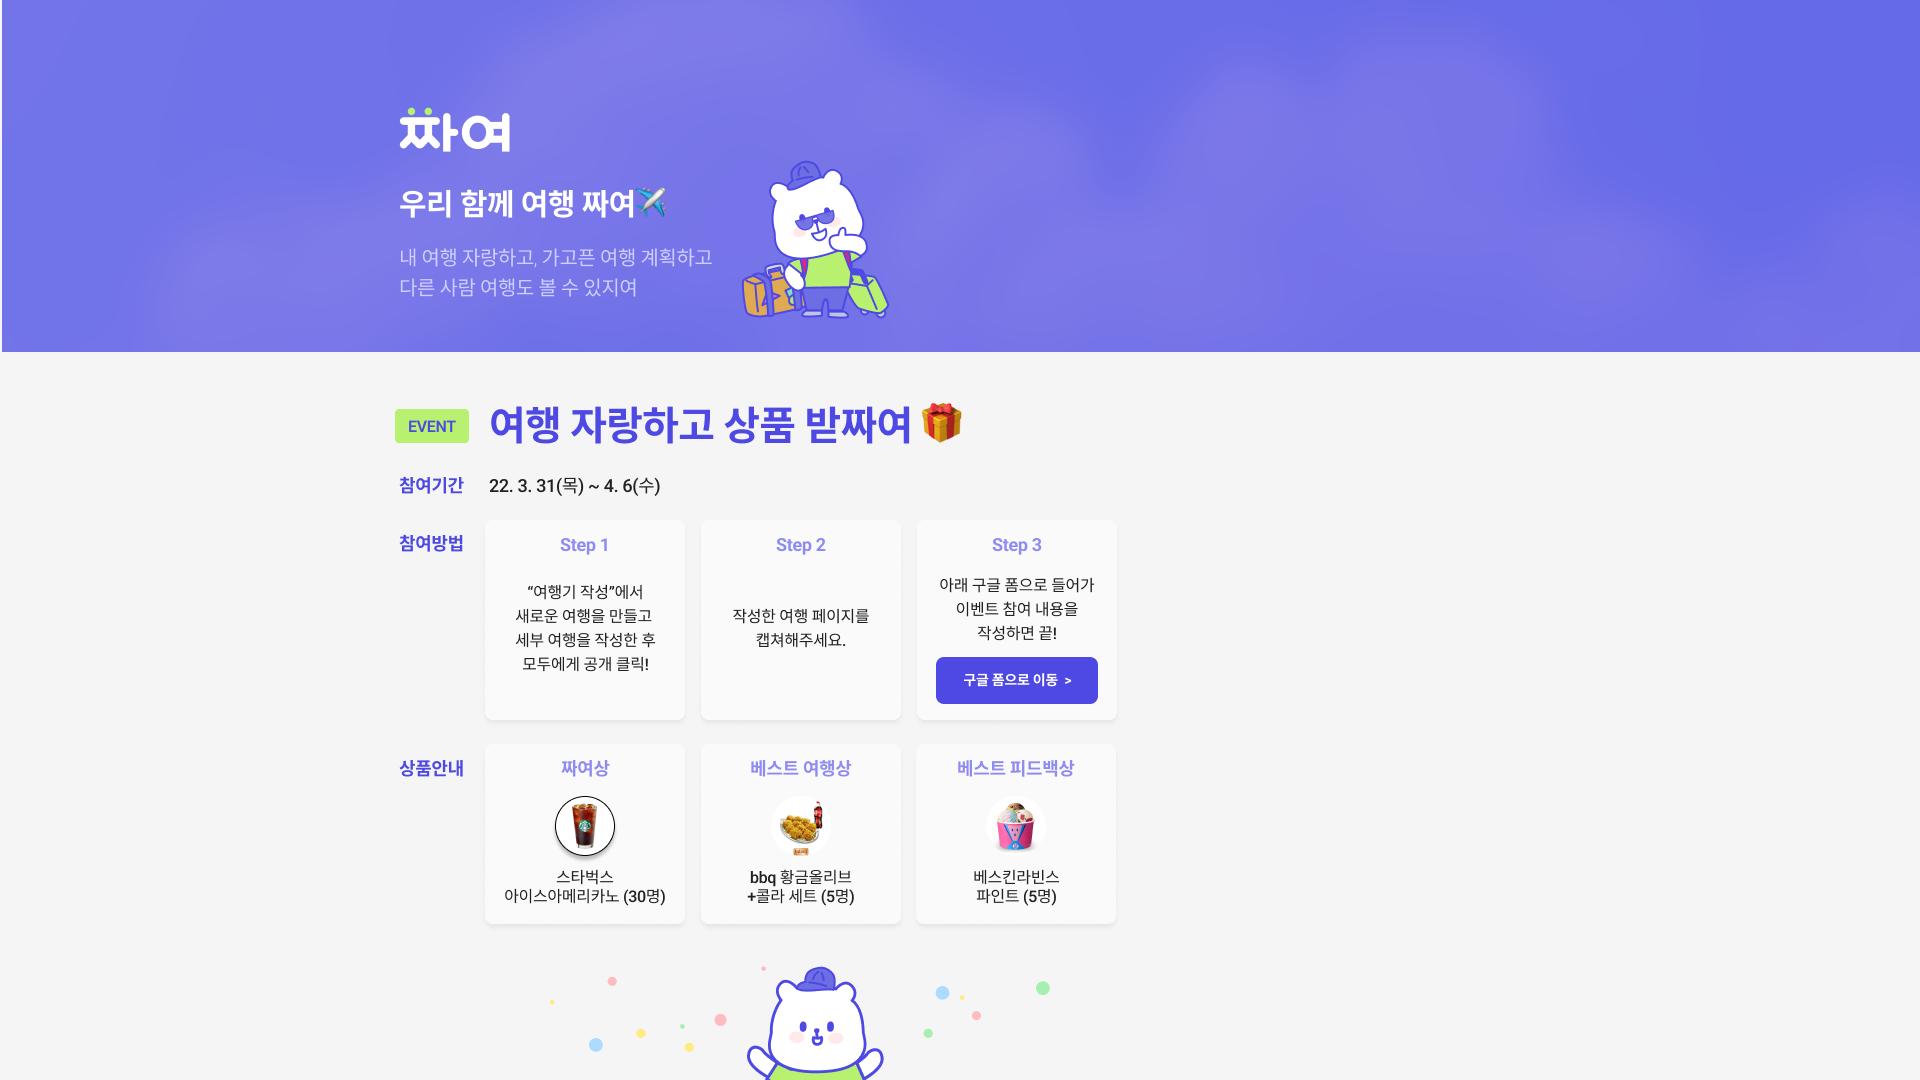 짜여
우리 함께 여행 짜여✈️
내 여행 자랑하고, 가고픈 여행 계획하고
다른 사람 여행도 볼 수 있지여
EVENT
여행 자랑하고 상품 받짜여 🎁
참여기간
22. 3. 31(목) ~ 4. 6(수)
참여방법
Step 1
“여행기 작성”에서
새로운 여행을 만들고
세부 여행을 작성한 후
모두에게 공개 클릭!
Step 2
작성한 여행 페이지를
캡쳐해주세요.
Step 3
아래 구글 폼으로 들어가
이벤트 참여 내용을
작성하면 끝!
구글 폼으로 이동 >
상품안내
짜여상
스타벅스
아이스아메리카노 (30명)
베스트 여행상
bbq 황금올리브
+콜라 세트 (5명)
베스트 피드백상
베스킨라빈스
파인트 (5명)